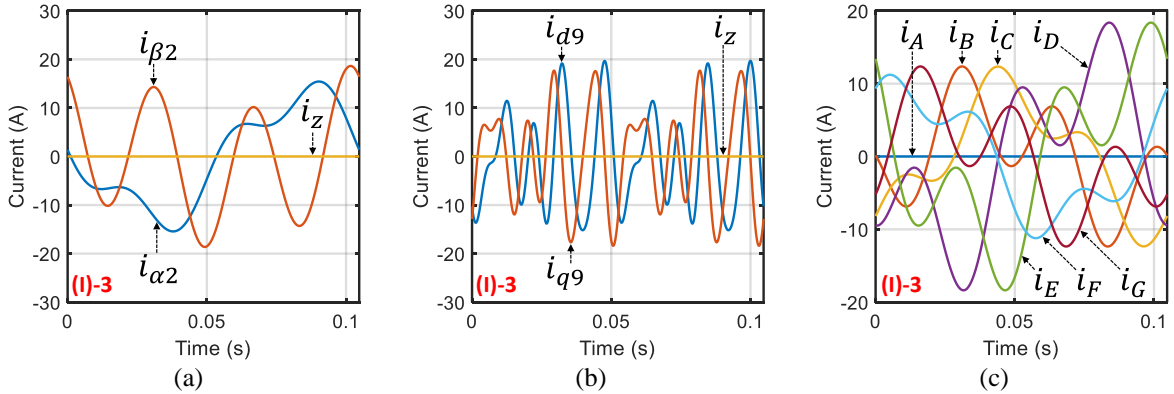 30
20
10
0
-10
-20
-30
Current (A)
0
0.05
0.1
Time (s)
iβ2
iz
iα2
(I)-3
(a)
30
20
10
0
-10
-20
-30
Current (A)
0
0.05
0.1
Time (s)
id9
iz
iq9
(I)-3
(b)
20
10
0
-10
-20
Current (A)
0
0.05
0.1
Time (s)
iA
iB
iC
iD
iE
iF
iG
(I)-3
(c)